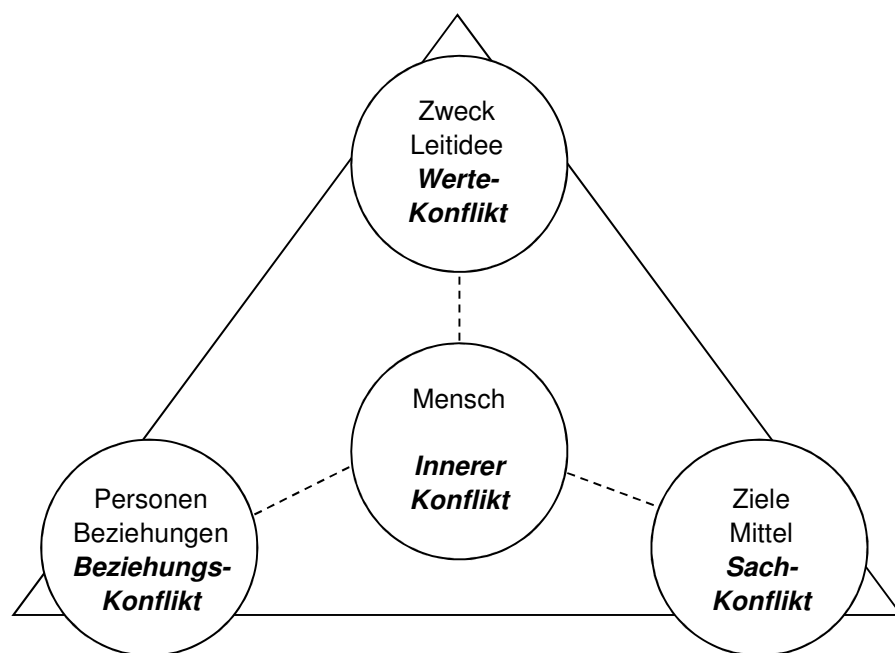 Zweck
Leitidee
Werte-
Konflikt
Mensch
Innerer
Konflikt
Personen
Beziehungen
Beziehungs-
Konflikt
Ziele
Mittel
Sach-
Konflikt